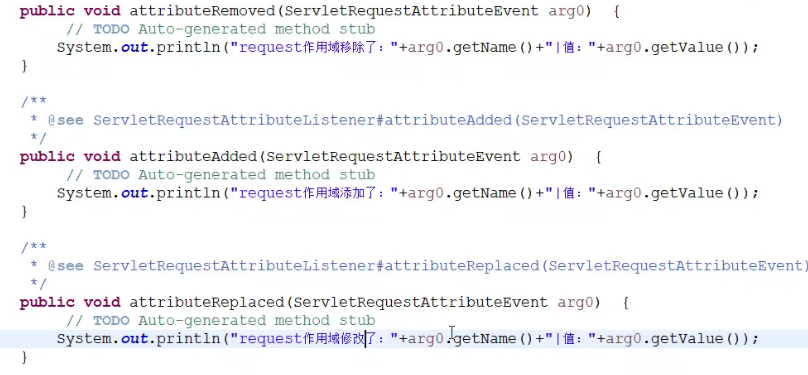 public void attributeRemoved(ServletRequestAttributeEvent arg0)  {
// TODO Auto-generated method stub
System.out.println("request作用域移除了："+arg0.getName()+"|值："+arg0.getValue());
}
/**
* @see ServletRequestAttributeListener#attributeAdded(ServletRequestAttributeEvent)
*/
public void attributeAdded(ServletRequestAttributeEvent arg0)  {
// TODO Auto-generated method stub
System.out.println("request作用域添加了："+arg0.getName()+"|值："+arg0.getValue());
}
/**
* @see ServletRequestAttributeListener#attributeReplaced(ServletRequestAttributeEvent)
*/
public void attributeReplaced(ServletRequestAttributeEvent arg0)  {
// TODO Auto-generated method stub
System.out.println("request作用域修改了："+arg0.getName()+"|值："+arg0.getValue());
}